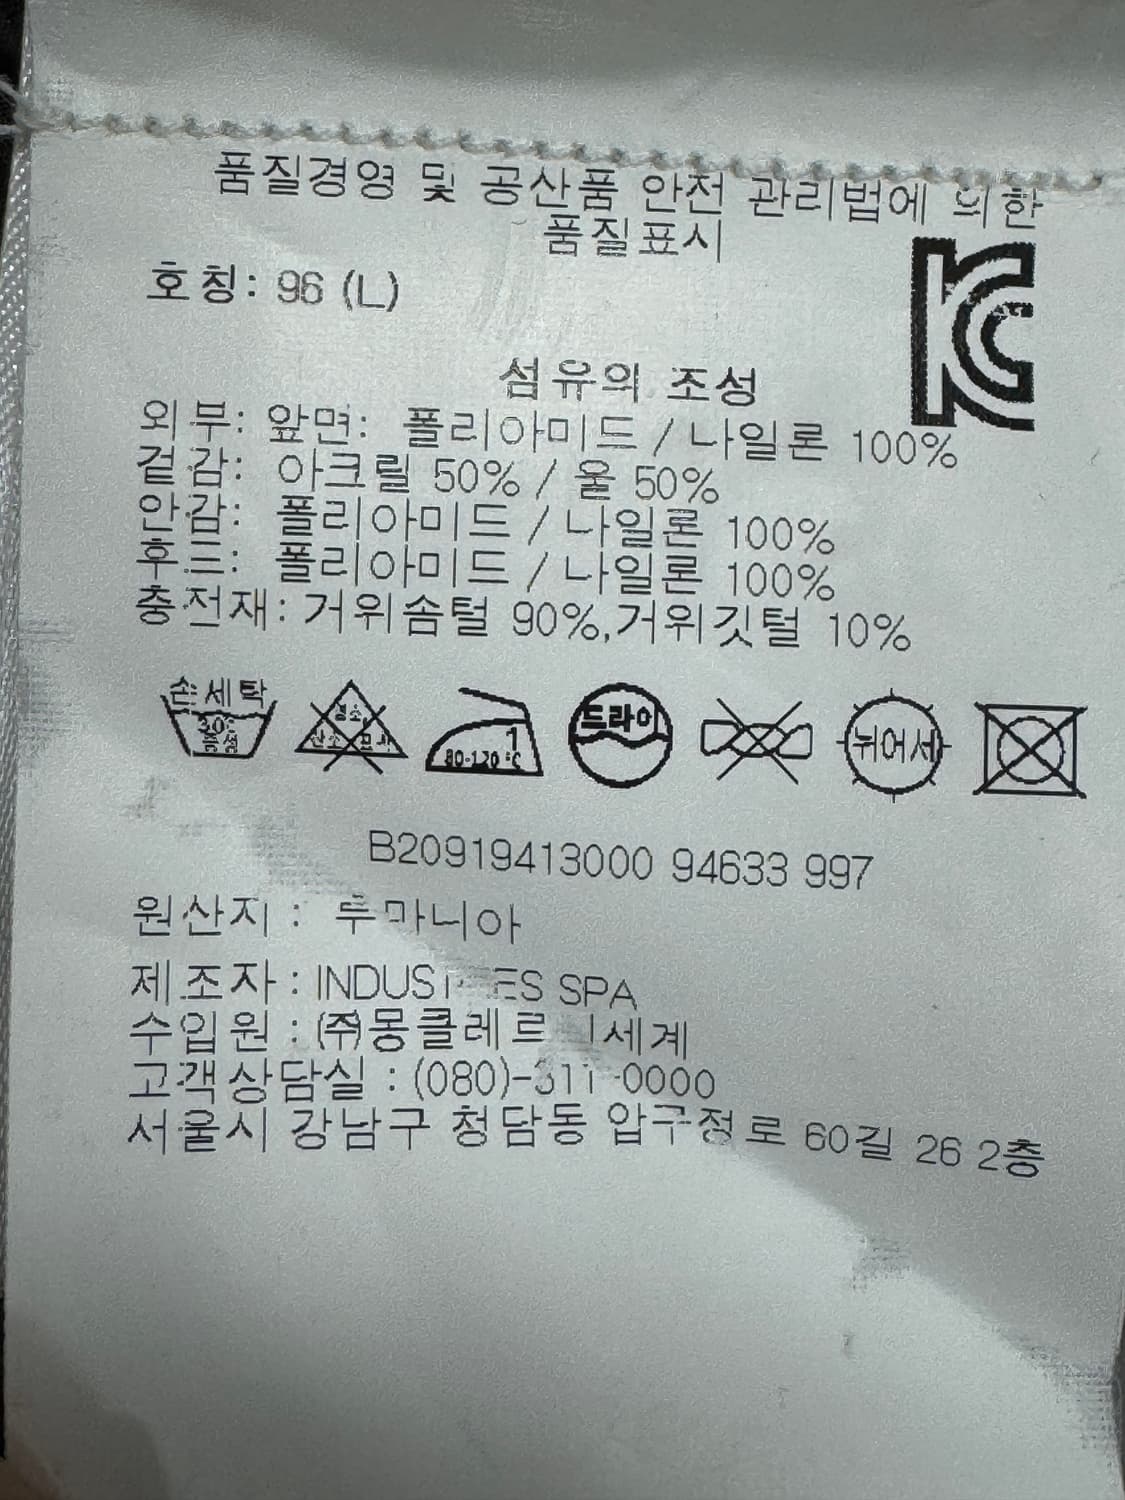 품질경영 및 공산품 안전 관리법에 의한
품질표시
호칭: 96 (L)
섬유의 조성
외부: 앞면: 폴리아미드 / 나일론 100%
겉감: 아크릴 50% / 울 50%
안감: 폴리아미드 / 나일론 100%
후드: 폴리아미드 / 나일론 100%
충전재: 거위솜털 90%, 거위깃털 10%
손세탁
드라이
1
80-120 ℃
뉘어서
B20919413000 94633 997
원산지 : 루마니아
제조자 : SPA
수입원 : (주)몽클레르
고객상담실 : (080)- -0000
서울시 강남구 청담동 압구정로 60길 26 2층